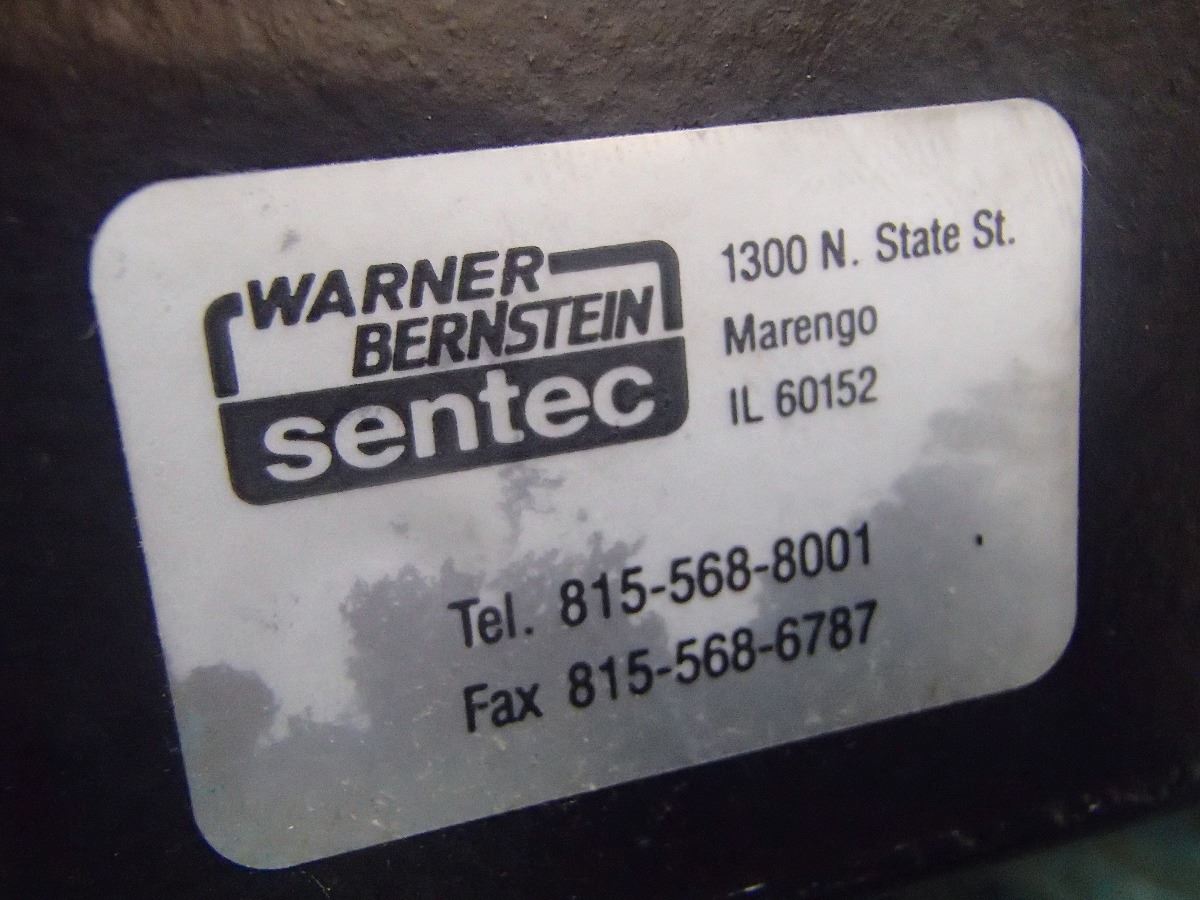 WARNER
BERNSTEIN
sentec
1300 N. State St.
Marengo
IL 60152
Tel. 815-568-8001
Fax 815-568-6787